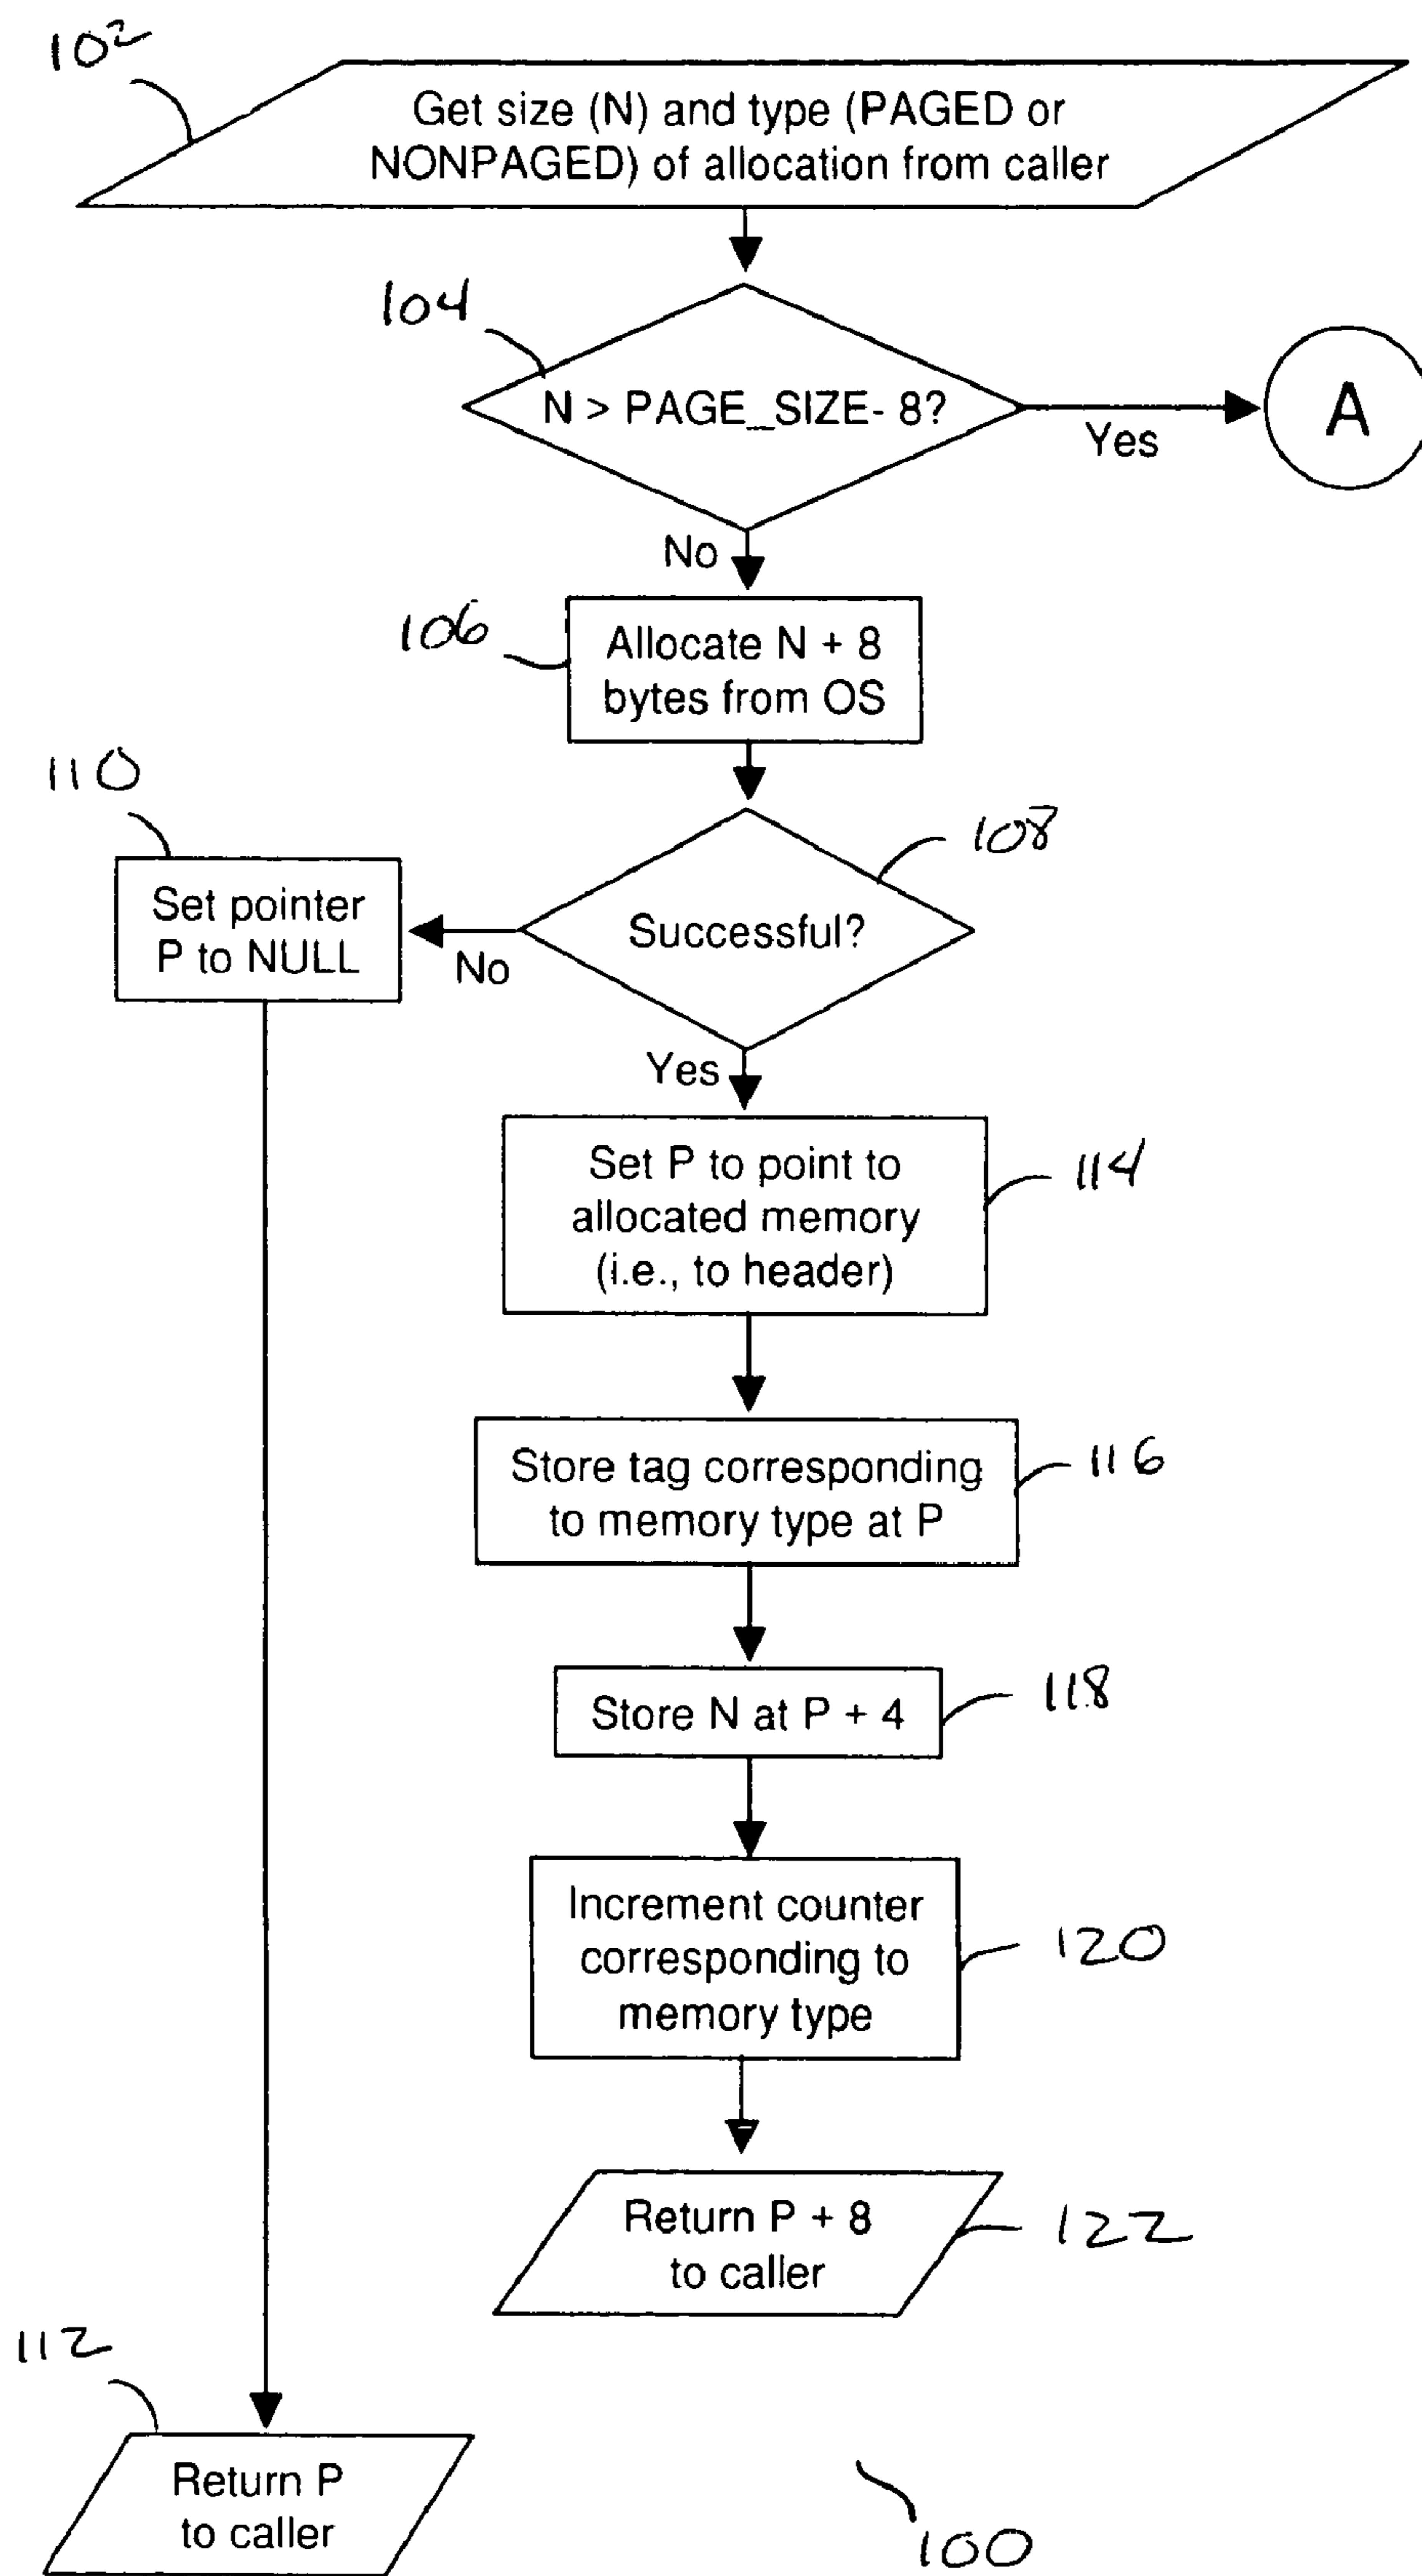 102
Get size (N) and type (PAGED or
NONPAGED) of allocation from caller
104
N > PAGE_SIZE- 8?
Yes
A
No
106
Allocate N + 8
bytes from OS
110
108
Set pointer
P to NULL
No
Successful?
Yes
Set P to point to
allocated memory
(i.e., to header)
114
Store tag corresponding
to memory type at P
116
Store N at P + 4
118
Increment counter
corresponding to
memory type
120
Return P + 8
to caller
122
112
Return P
to caller
100